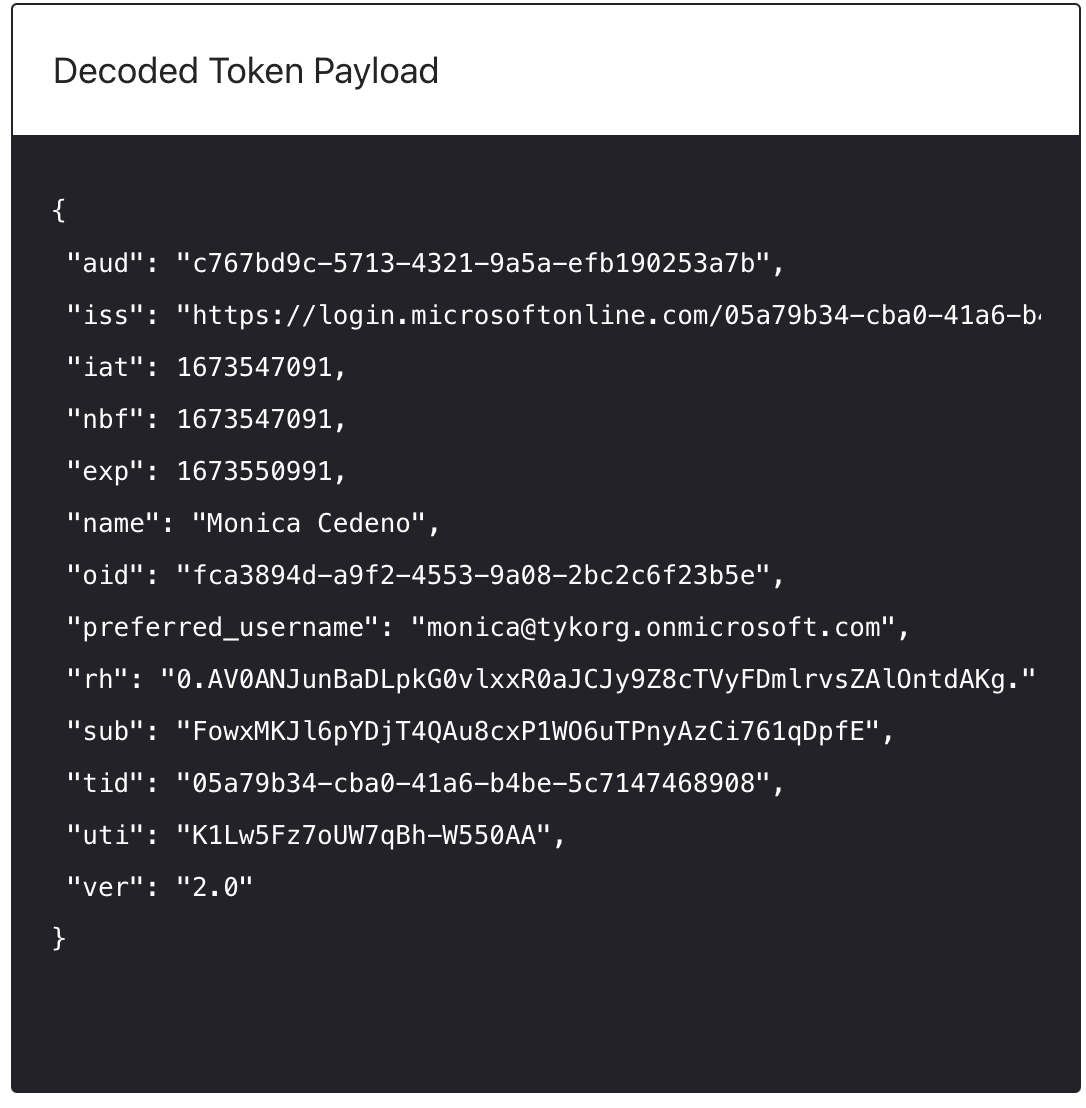 Decoded Token Payload
{
"aud": "c767bd9c-5713-4321-9a5a-efb190253a7b",
"iss": "https://login.microsoftonline.com/05a79b34-cba0-41a6-b
"iat": 1673547091,
"nbf": 1673547091,
"exp": 1673550991,
"name": "Monica Cedeno",
"oid": "fca3894d-a9f2-4553-9a08-2bc2c6f23b5e",
"preferred_username": "monica@tykorg.onmicrosoft.com",
"rh": "0.AV0ANJunBaDLpkG0vlxxR0aJCJy9Z8cTVyFDmlrvsZAlOntdAKg."
"sub": "FowxMKJl6pYDjT4QAu8cxP1WO6uTPnyAzCi761qDpfE",
"tid": "05a79b34-cba0-41a6-b4be-5c7147468908",
"uti": "K1Lw5Fz7oUW7qBh-W550AA",
"ver": "2.0"
}